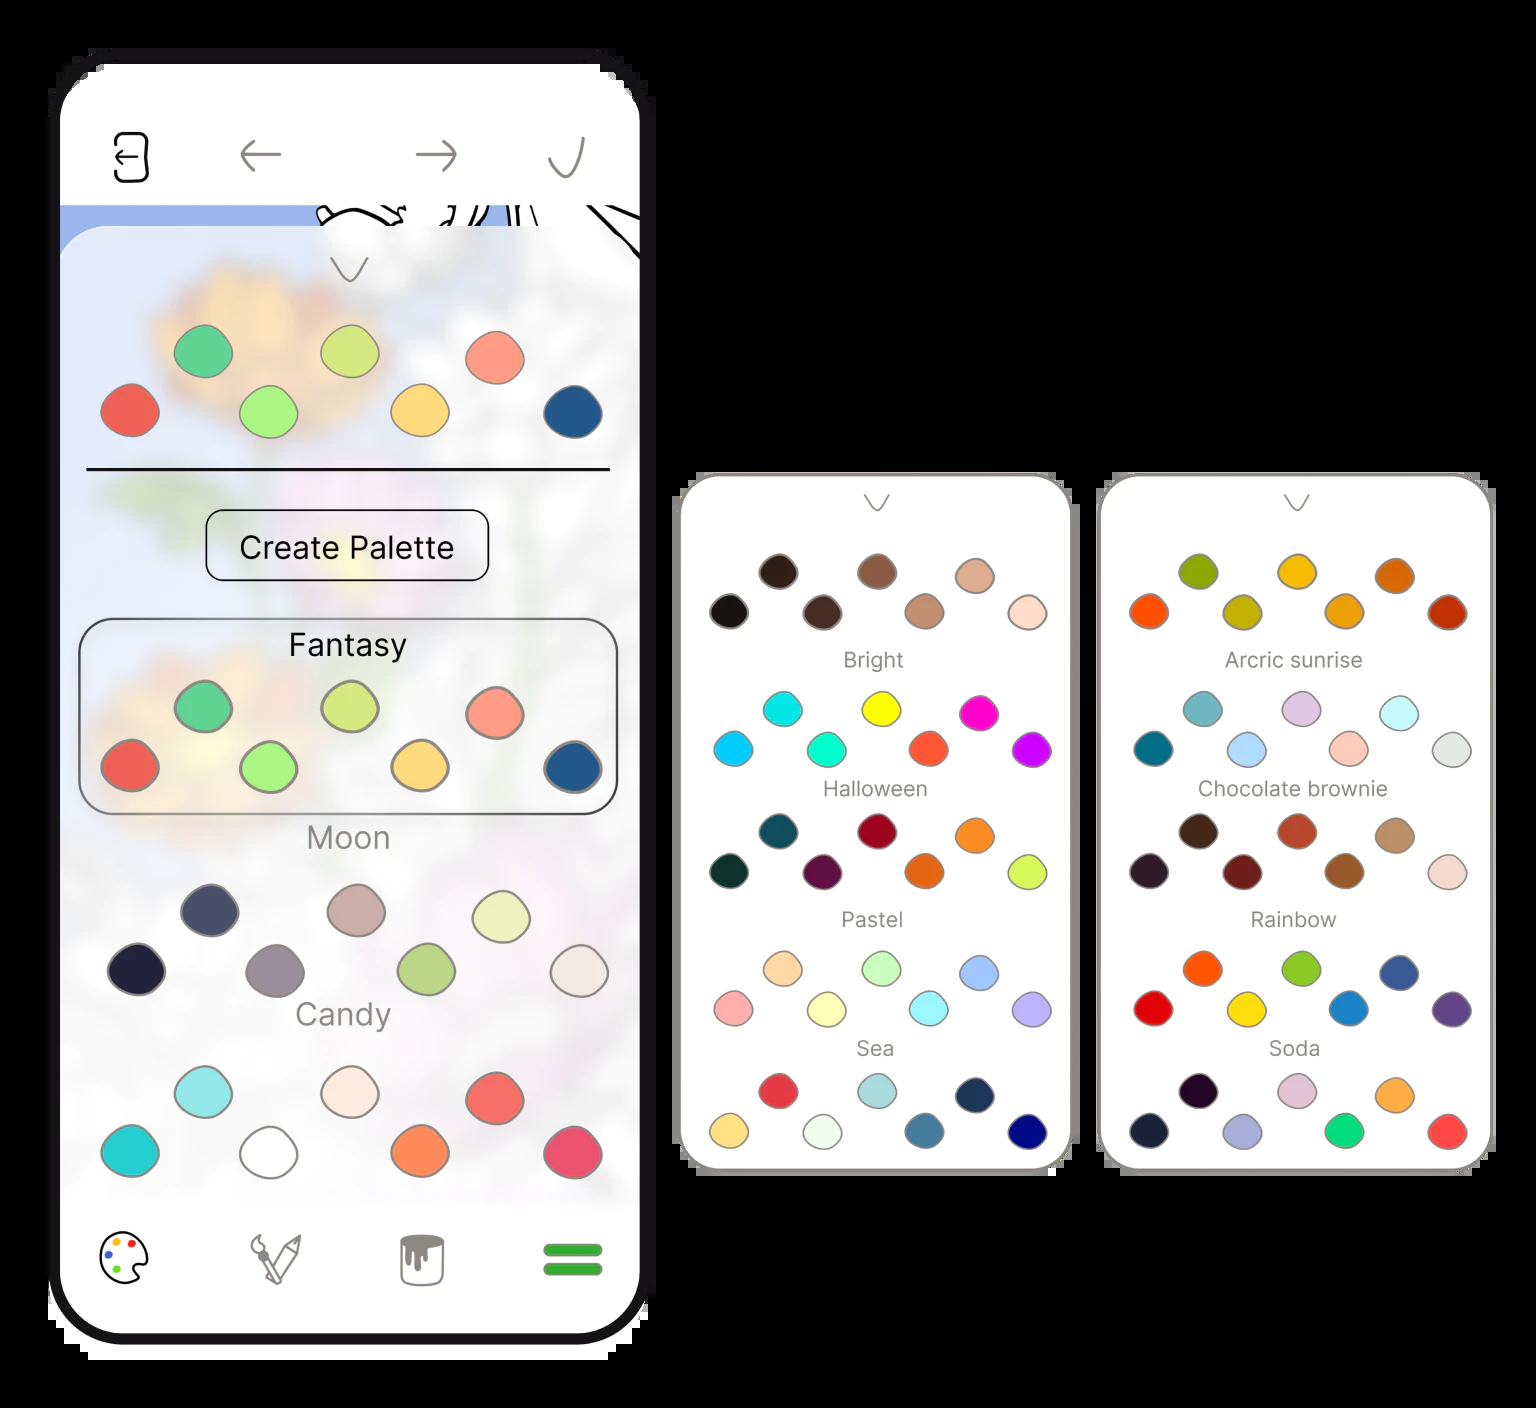 Create Palette
Fantasy
Moon
Candy
Bright
Halloween
Pastel
Sea
Arcric sunrise
Chocolate brownie
Rainbow
Soda